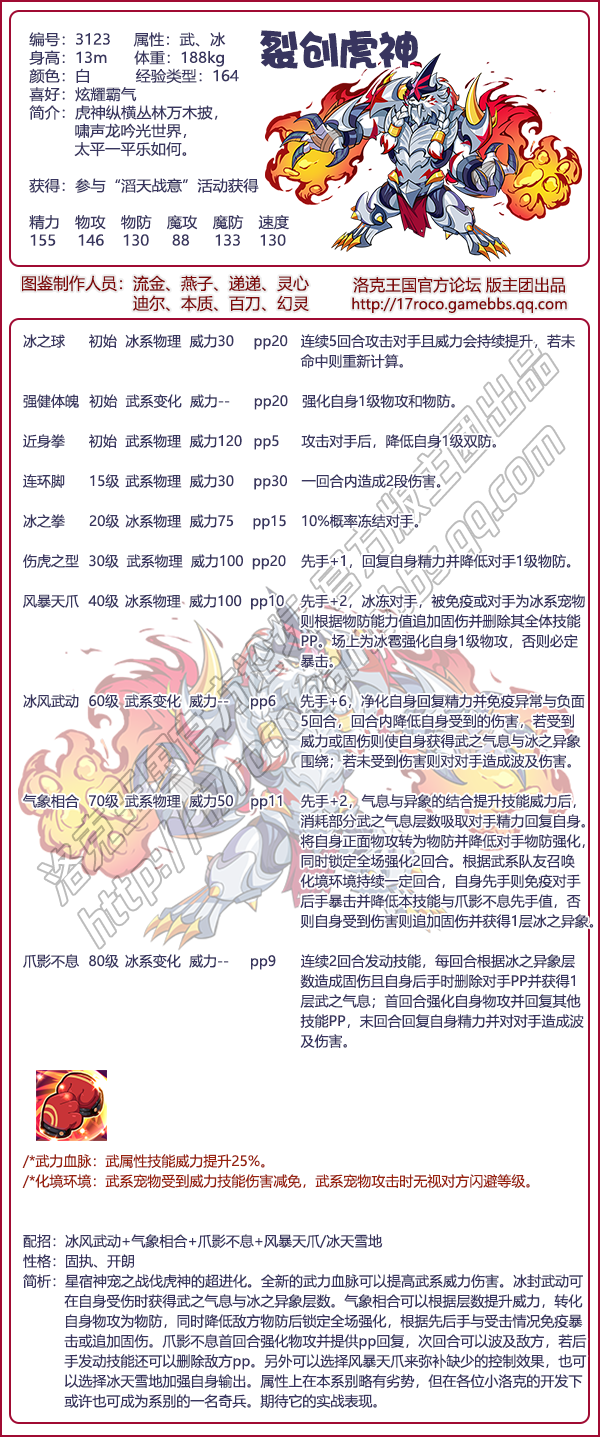 裂创虎神
编号：3123 属性：武、冰
身高：13m 体重：188kg
颜色：白 经验类型：164
喜好：炫耀霸气
简介：虎神纵横丛林万木披，
啸声龙吟光世界，
太平一平乐如何。
获得：参与“滔天战意”活动获得
精力 物攻 物防 魔攻 魔防 速度
155 146 130 88 133 130
图鉴制作人员：流金、燕子、递递、灵心
迪尔、本质、百刀、幻灵
洛克王国官方论坛 版主团出品
http://17roco.gamebbs.qq.com
冰之球 初始 冰系物理 威力30 pp20 连续5回合攻击对手且威力会持续提升，若未
命中则重新计算。
强健体魄 初始 武系变化 威力-- pp20 强化自身1级物攻和物防。
近身拳 初始 武系物理 威力120 pp5 攻击对手后，降低自身1级双防。
连环脚 15级 武系物理 威力30 pp30 一回合内造成2段伤害。
冰之拳 20级 冰系物理 威力75 pp15 10%概率冻结对手。
伤虎之型 30级 武系物理 威力100 pp20 先手+1，回复自身精力并降低对手1级物防。
风暴天爪 40级 冰系物理 威力100 pp10 先手+2，冰冻对手，被免疫或对手为冰系宠物
则根据物防能力值追加固伤并删除其全体技能
PP。场上为冰雹强化自身1级物攻，否则必定
暴击。
冰风武动 60级 武系变化 威力-- pp6 先手+6，净化自身回复精力并免疫异常与负面
5回合，回合内降低自身受到的伤害，若受到
威力或固伤则使自身获得武之气息与冰之异象
围绕；若未受到伤害则对对手造成波及伤害。
气象相合 70级 武系物理 威力50 pp11 先手+2，气息与异象的结合提升技能威力后，
消耗部分武之气息层数吸取对手精力回复自身。
将自身正面物攻转为物防并降低对手物防强化，
同时锁定全场强化2回合。根据武系队友召唤
化境环境持续一定回合，自身先手则免疫对手
后手暴击并降低本技能与爪影不息先手值，否
则自身受到伤害则追加固伤并获得1层冰之异象。
爪影不息 80级 冰系变化 威力-- pp9 连续2回合发动技能，每回合根据冰之异象层
数造成固伤且自身后手时删除对手PP并获得1
层武之气息；首回合强化自身物攻并回复其他
技能PP，末回合回复自身精力并对对手造成波
及伤害。
/*武力血脉：武属性技能威力提升25%。
/*化境环境：武系宠物受到威力技能伤害减免，武系宠物攻击时无视对方闪避等级。
配招：冰风武动+气象相合+爪影不息+风暴天爪/冰天雪地
性格：固执、开朗
简析：星宿神宠之战伐虎神的超进化。全新的武力血脉可以提高武系威力伤害。冰封武动可
在自身受伤时获得武之气息与冰之异象层数。气象相合可以根据层数提升威力，转化
自身物攻为物防，同时降低敌方物防后锁定全场强化，根据先后手与受击情况免疫暴
击或追加固伤。爪影不息首回合强化物攻并提供pp回复，次回合可以波及敌方，若后
手发动技能还可以删除敌方pp。另外可以选择风暴天爪来弥补缺少的控制效果，也可
以选择冰天雪地加强自身输出。属性上在本系别略有劣势，但在各位小洛克的开发下
或许也可成为系别的一名奇兵。期待它的实战表现。
洛克王国官方论坛 官方版主团出品
http://17roco.gamebbs.qq.com